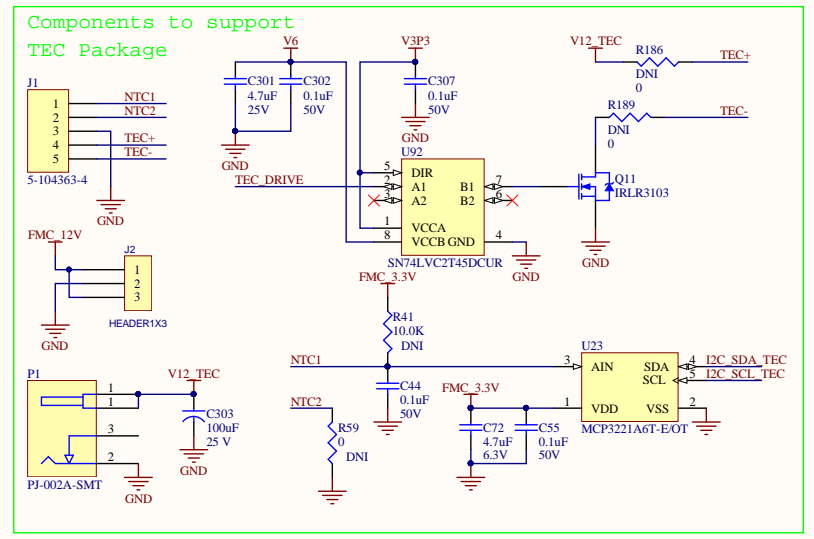 Components to support
TEC Package
J1
1
2
3
4
5
NTC1
NTC2
TEC+
TEC-
5-104363-4
GND
V6
C301
4.7uF
25V
C302
0.1uF
50V
GND
V3P3
C307
0.1uF
50V
GND
V12_TEC
R186
DNI
0
TEC+
R189
DNI
0
TEC-
Q11
IRLR3103
GND
U92
TEC_DRIVE
5
2
3
1
8
DIR
A1
A2
VCCA
VCCB
GND
B1
B2
7
6
4
SN74LVC2T45DCUR
GND
FMC_12V
J2
1
2
3
HEADER1X3
GND
FMC_3.3V
R41
10.0K
DNI
NTC1
C44
0.1uF
50V
GND
NTC2
R59
0
DNI
P1
1
1
3
2
PJ-002A-SMT
GND
V12_TEC
C303
100uF
25 V
GND
FMC_3.3V
C72
4.7uF
6.3V
C55
0.1uF
50V
U23
3
1
AIN
VDD
SDA
SCL
VSS
4
5
2
I2C_SDA_TEC
I2C_SCL_TEC
MCP3221A6T-E/OT
GND